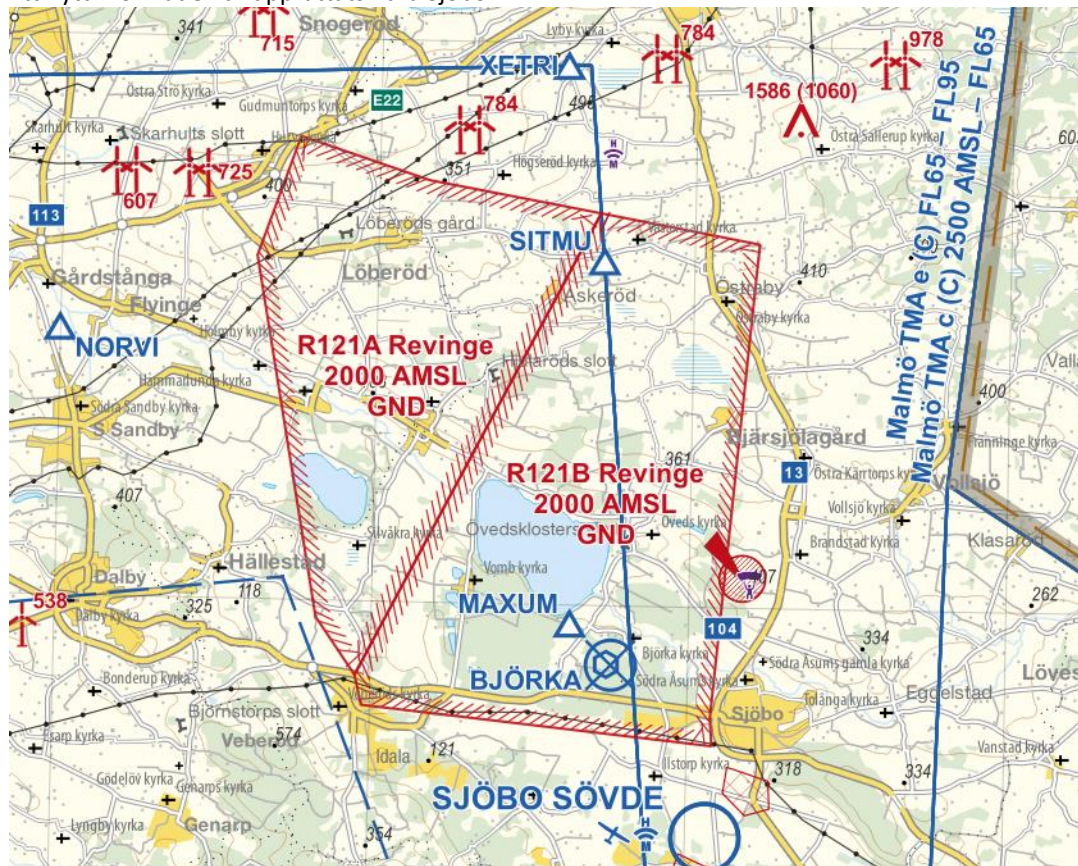 341
715
Snogeröd
Lyby kyrka
784
978
XETRI
Östra Strö kyrka
Gudmuntorps kyrka
E22
784
498
1586 (1060)
Skarhult kyrka
Skarhults slott
Östra Sallerup kyrka
H
M
Högseröd kyrka
351
607
725
400
113
Löberöds gård
SITMU
Västerstad kyrka
Gårdstånga
Löberöd
Askeröd
Östraby
410
Flyinge
Östraby kyrka
Holmby kyrka
NORVI
R121A Revinge
2000 AMSL
GND
Hammarlunda kyrka
Södra Sandby kyrka
S Sandby
400
Malmö TMA e (C) FL65 – FL95
Malmö TMA c (C) 2500 AMSL – FL65
Bjärsjölagård
R121B Revinge
2000 AMSL
GND
361
13
Östra Kärrtorps ky
Vollsjö
407
Vollsjö kyrka
Silvåkra kyrka
Övedskloster
Öveds kyrka
Brandstad kyrka
Klasaröd
Hällestad
Dalby
118
Vomb kyrka
262
538
Dalby kyrka
325
MAXUM
104
334
Björka kyrka
Bonderup kyrka
BJÖRKA
Södra Åsums kyrka
Södra Åsums gamla kyrka
Tolånga kyrka
Eggelstad
Löves
Björnstorps slott
Sjöbo
Esarp kyrka
574
Veberöd
Idala
121
Vanstad kyrka
Gödelöv kyrka
Ilstorp kyrka
318
334
Genarps kyrka
SJÖBO SÖVDE
Lyngby kyrka
Genarp
354
H
M